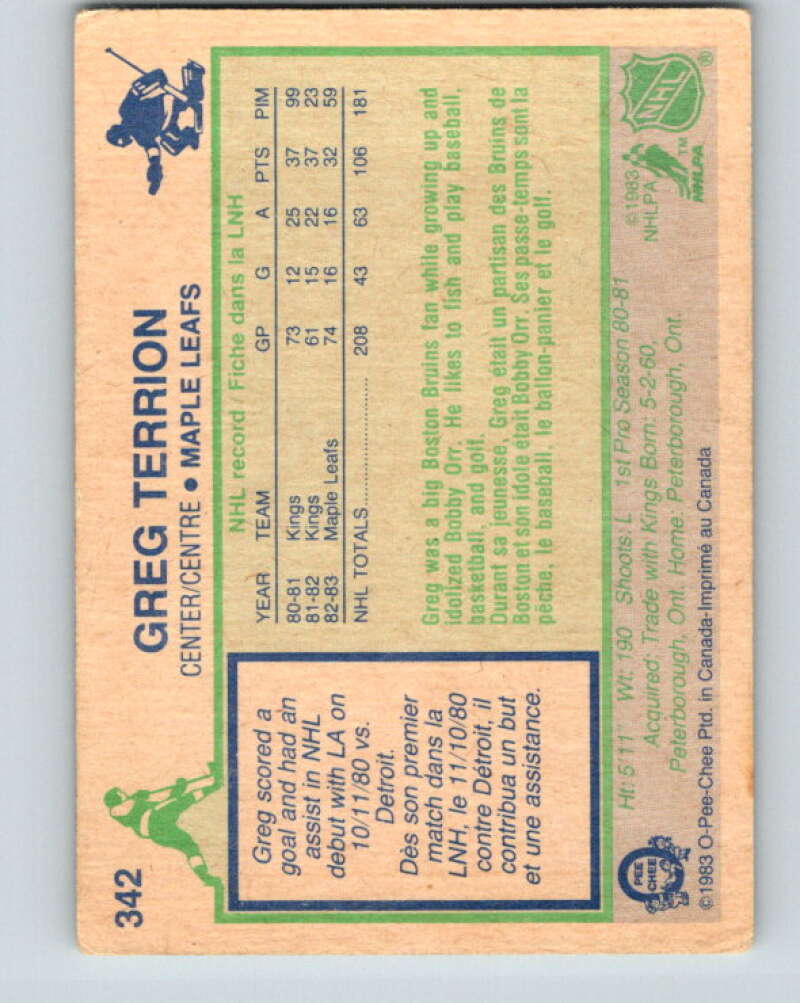 342
GREG TERRION
CENTER/CENTRE • MAPLE LEAFS
Greg scored a
goal and had an
assist in NHL
debut with LA on
10/11/80 vs.
Detroit.
Dès son premier
match dans la
LNH, le 11/10/80
contre Détroit, il
contribua un but
et une assistance.
NHL record / Fiche dans la LNH
YEAR TEAM GP G A PTS PIM
80-81 Kings 73 12 25 37 99
81-82 Kings 61 15 22 37 23
82-83 Maple Leafs 74 16 16 32 59
NHL TOTALS.................... 208 43 63 106 181
Greg was a big Boston Bruins fan while growing up and
idolized Bobby Orr. He likes to fish and play baseball,
basketball, and golf.
Durant sa jeunesse, Greg était un partisan des Bruins de
Boston et son idole était Bobby Orr. Ses passe-temps sont la
pêche, le baseball, le ballon-panier et le golf.
Ht: 5'11" Wt: 190 Shoots: L 1st Pro Season 80-81
Acquired: Trade with Kings Born: 5-2-60,
Peterborough, Ont. Home: Peterborough, Ont.
©1983
NHLPA
NHL
®
TM
NHLPA
O
PEE
CHEE
©1983 O-Pee-Chee Ptd. in Canada-Imprimé au Canada